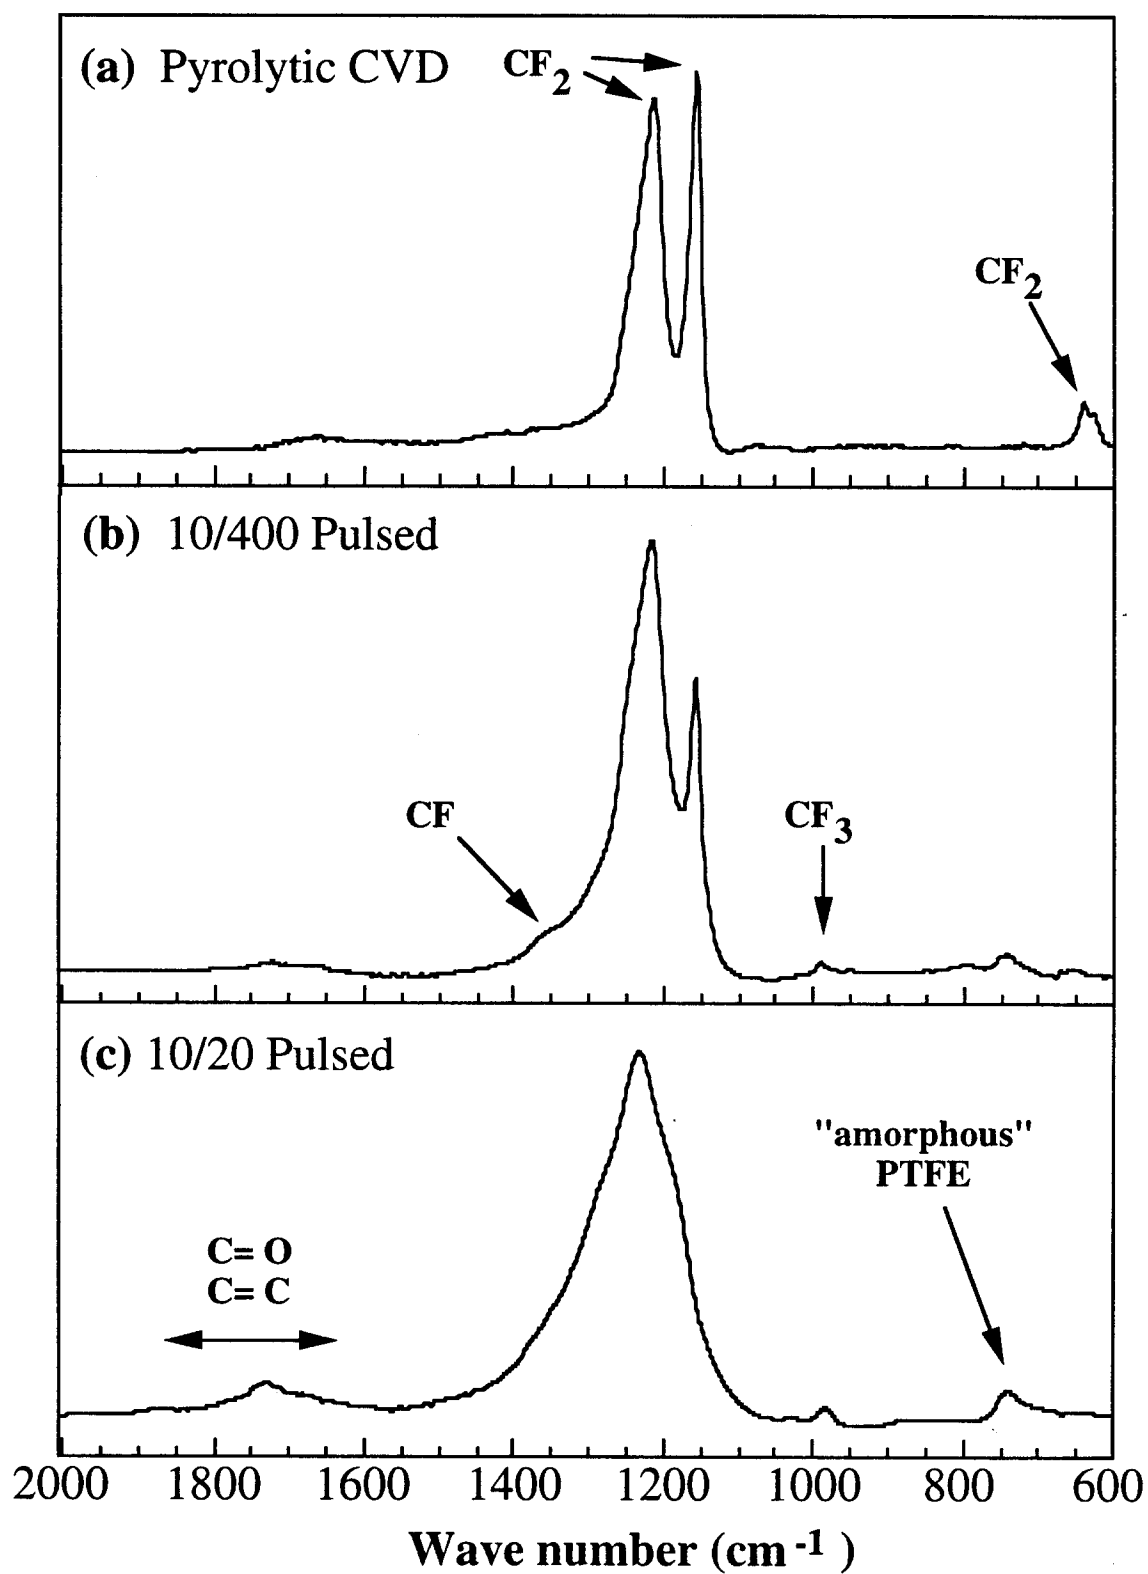 (a) Pyrolytic CVD
CF2
CF2
(b) 10/400 Pulsed
CF
CF3
(c) 10/20 Pulsed
"amorphous"
PTFE
C= O
C= C
2000 1800 1600 1400 1200 1000 800 600
Wave number (cm-1)